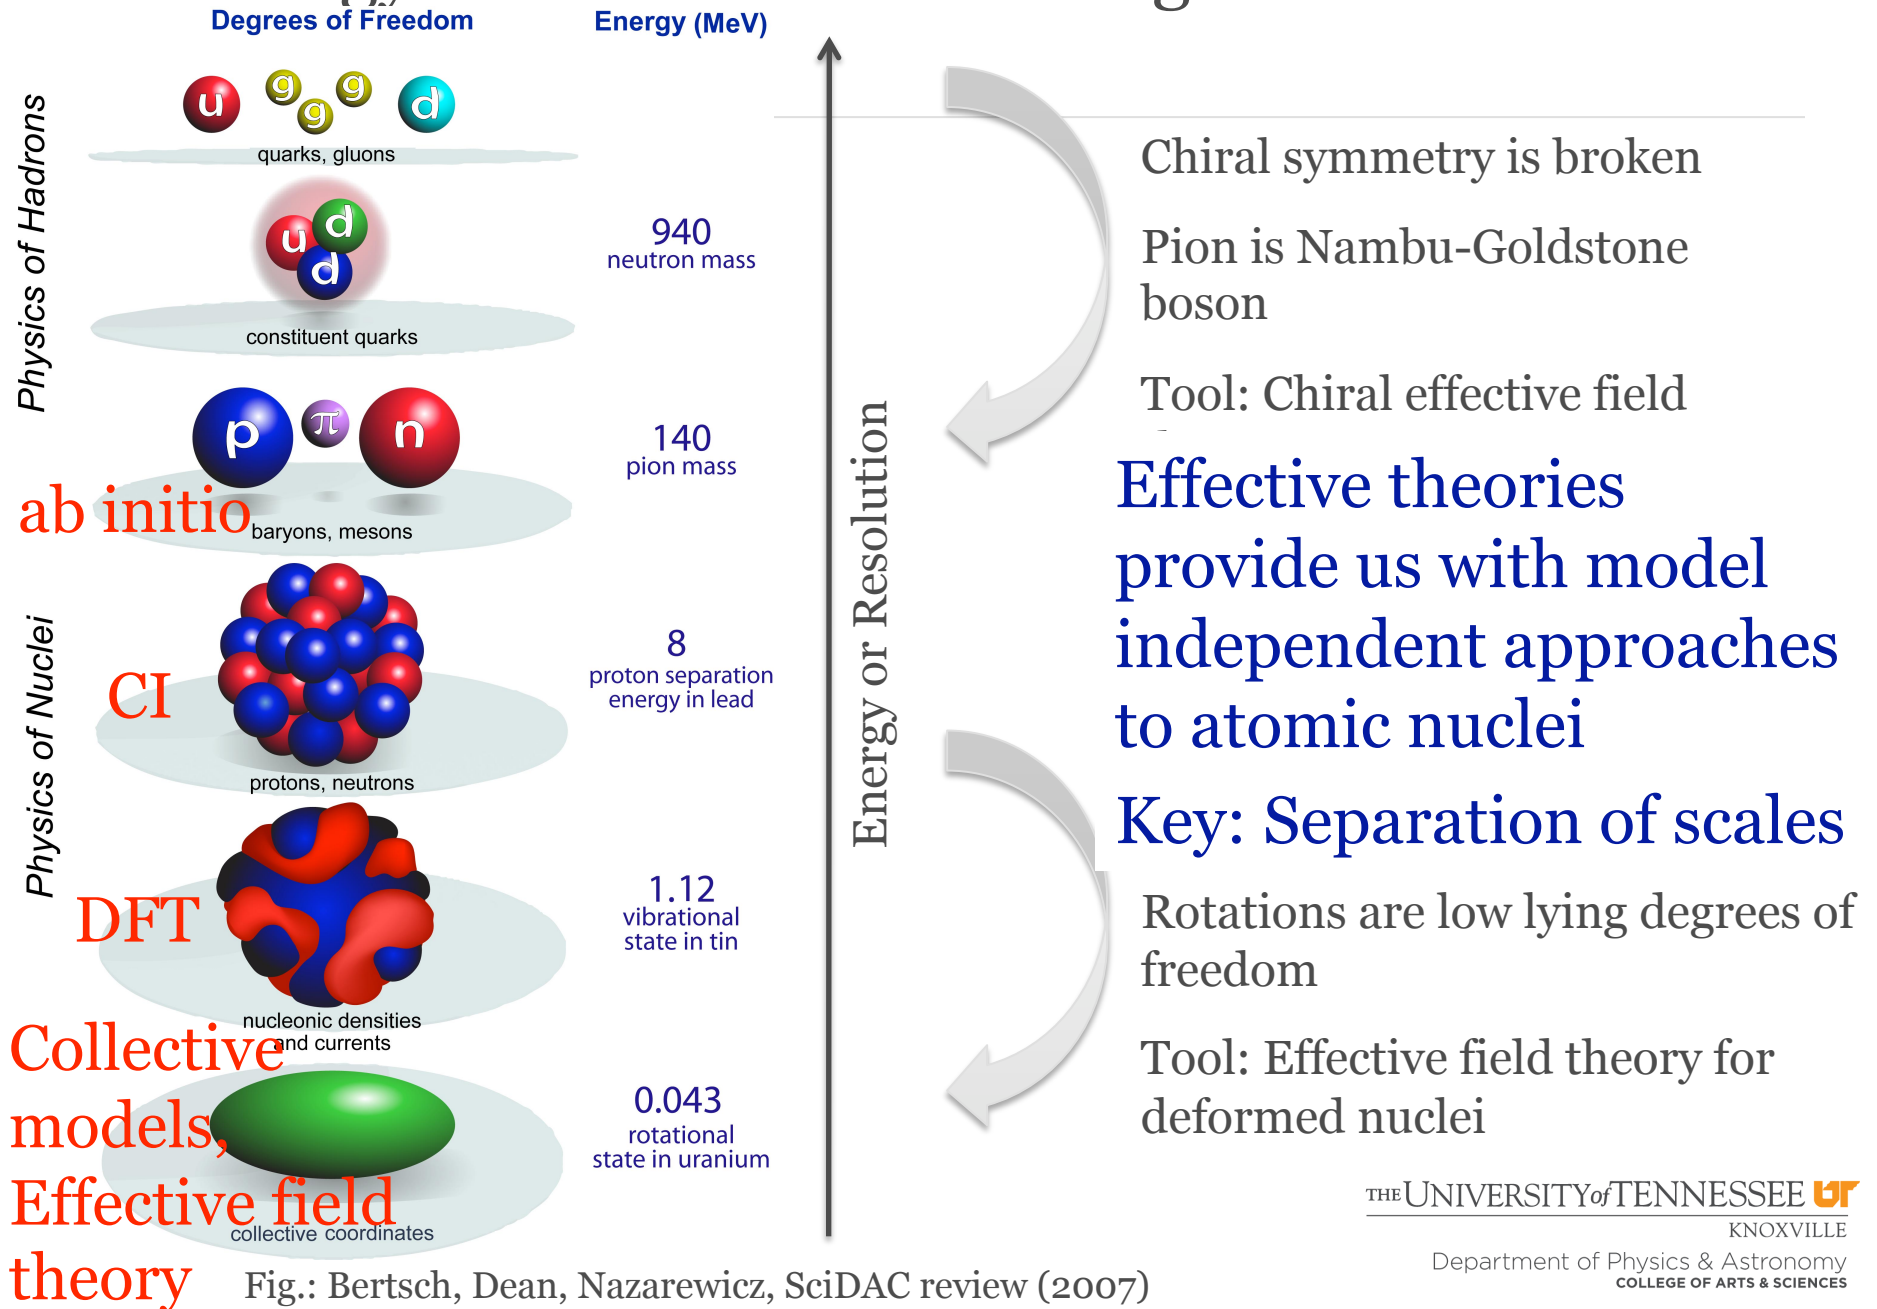 Degrees of Freedom
Energy (MeV)
Physics of Hadrons
u g g g d
quarks, gluons
u d d
constituent quarks
940
neutron mass
p π n
140
pion mass
ab initio
baryons, mesons
Physics of Nuclei
CI
8
proton separation
energy in lead
protons, neutrons
DFT
1.12
vibrational
state in tin
nucleonic densities
and currents
Collective
models,
Effective field
theory
0.043
rotational
state in uranium
collective coordinates
Energy or Resolution
Chiral symmetry is broken
Pion is Nambu-Goldstone
boson
Tool: Chiral effective field
Effective theories
provide us with model
independent approaches
to atomic nuclei
Key: Separation of scales
Rotations are low lying degrees of
freedom
Tool: Effective field theory for
deformed nuclei
THE UNIVERSITY of TENNESSEE UT
KNOXVILLE
Department of Physics & Astronomy
COLLEGE OF ARTS & SCIENCES
Fig.: Bertsch, Dean, Nazarewicz, SciDAC review (2007)